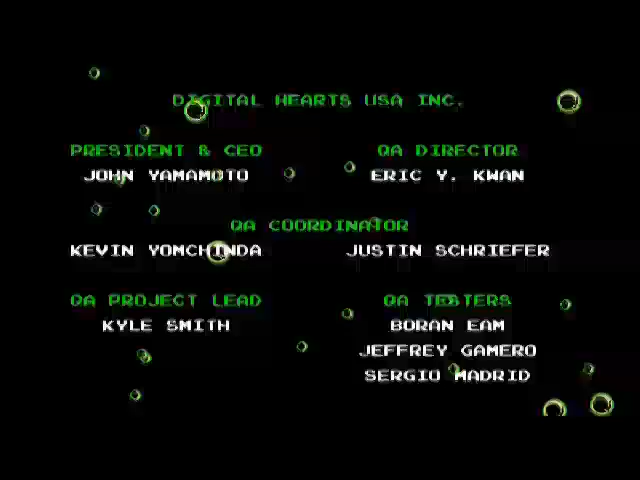 DIGITAL HEARTS USA INC.
PRESIDENT & CEO
JOHN YAMAMOTO
QA DIRECTOR
ERIC Y. KWAN
QA COORDINATOR
KEVIN YOMCHINDA
JUSTIN SCHRIEFER
QA PROJECT LEAD
KYLE SMITH
QA TESTERS
BORAN EAM
JEFFREY GAMERO
SERGIO MADRID